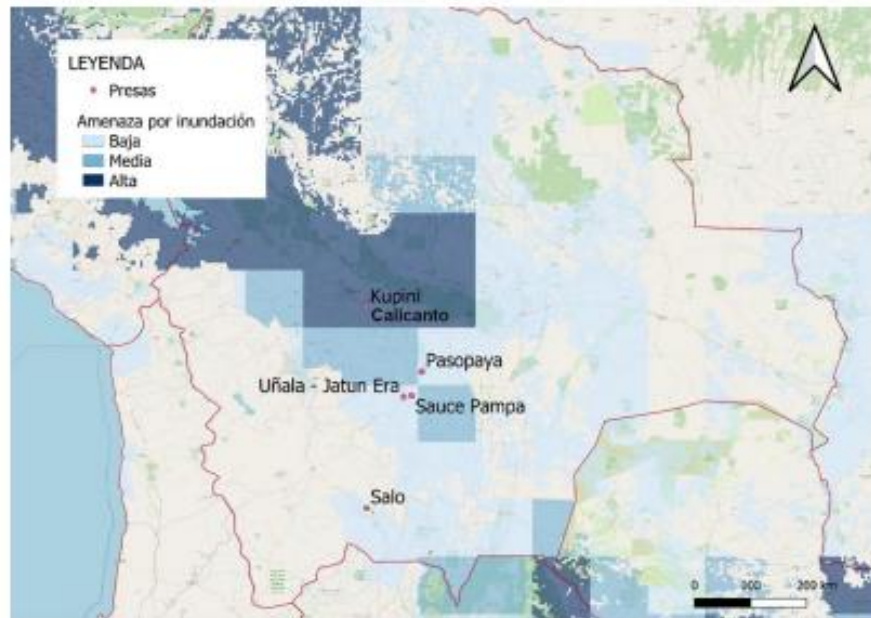 LEYENDA
Presas
Amenaza por inundación
Baja
Media
Alta
Kupini
Calicanto
Pasopaya
Uñala - Jatun Era
Sauce Pampa
Salo
0
200 km